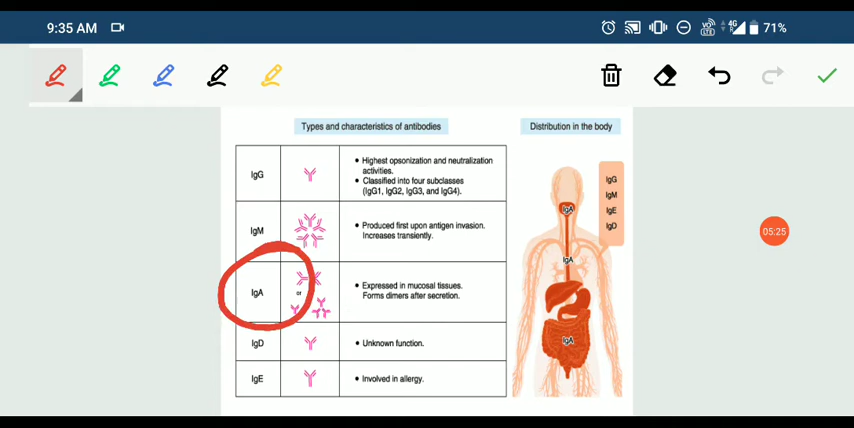 9:35 AM
VO
LTE
4G
R
71%
Types and characteristics of antibodies
Distribution in the body
IgG
• Highest opsonization and neutralization
activities.
• Classified into four subclasses
(IgG1, IgG2, IgG3, and IgG4).
IgM
• Produced first upon antigen invasion.
Increases transiently.
IgA
or
• Expressed in mucosal tissues.
Forms dimers after secretion.
IgD
• Unknown function.
IgE
• Involved in allergy.
IgG
IgM
IgE
IgD
IgA
IgA
IgA
05:25